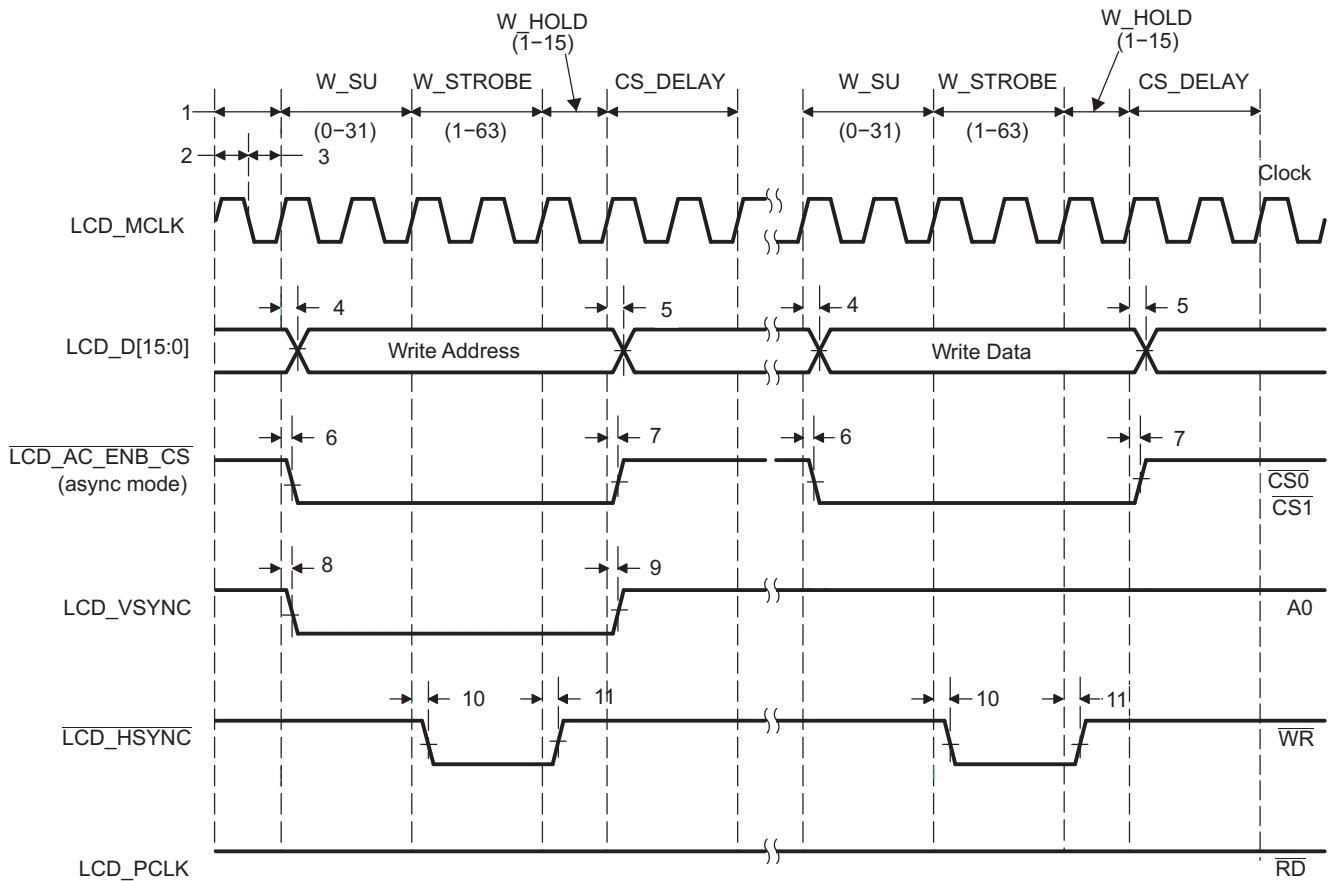 W_HOLD
(1−15)
W_HOLD
(1−15)
W_SU
W_STROBE
CS_DELAY
W_SU
W_STROBE
CS_DELAY
1
(0−31)
(1−63)
(0−31)
(1−63)
2
3
Clock
LCD_MCLK
4
5
4
5
LCD_D[15:0]
Write Address
Write Data
6
7
6
7
LCD_AC_ENB_CS
(async mode)
CS0
CS1
8
9
LCD_VSYNC
A0
10
11
10
11
LCD_HSYNC
WR
LCD_PCLK
RD